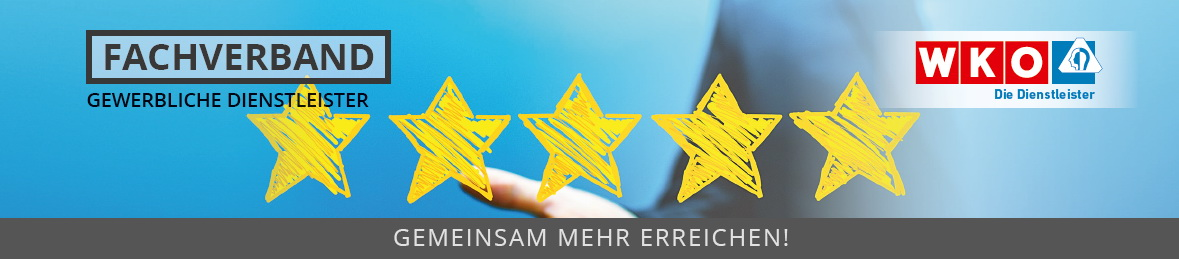 FACHVERBAND
GEWERBLICHE DIENSTLEISTER
WKO
Die Dienstleister
GEMEINSAM MEHR ERREICHEN!